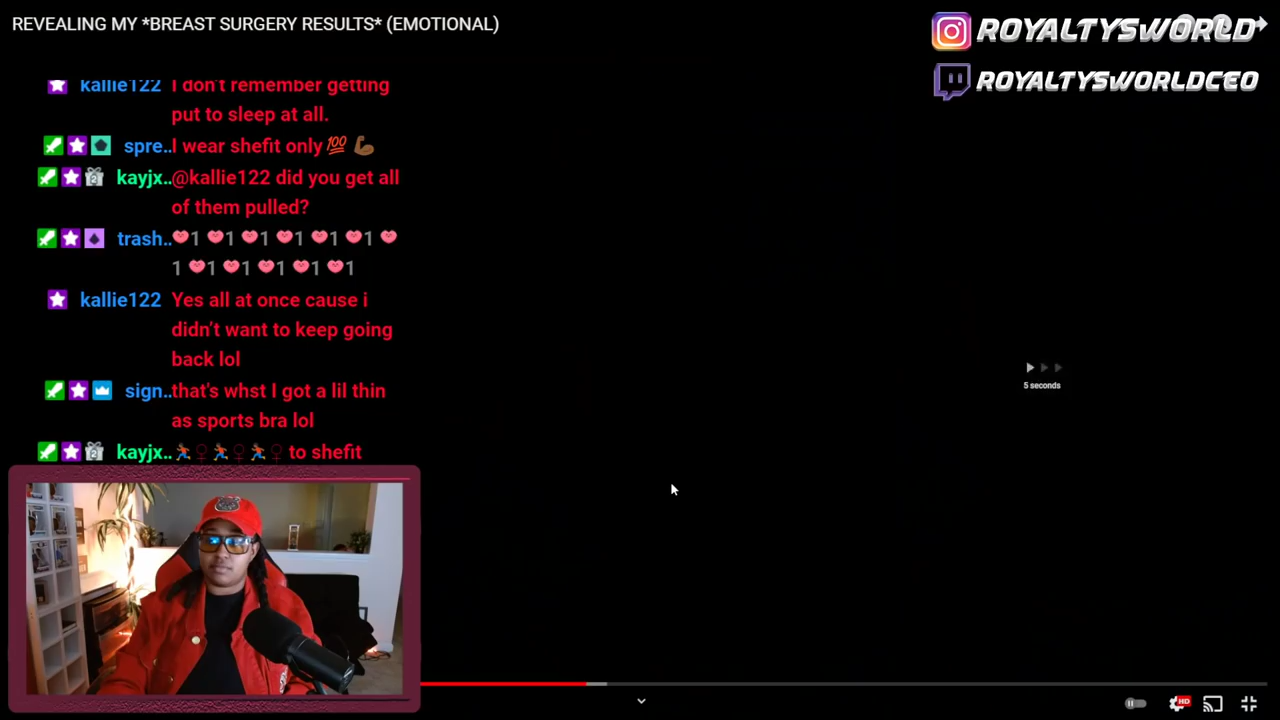 REVEALING MY *BREAST SURGERY RESULTS* (EMOTIONAL)
ROYALTYSWORLD
ROYALTYSWORLDCEO
kallie122 I don't remember getting
put to sleep at all.
spre.. I wear shefit only 💯 💪🏾
kayjx.. @kallie122 did you get all
of them pulled?
trash.. 💗1 💗1 💗1 💗1 💗1 💗1 💗
1 💗1 💗1 💗1 💗1 💗1
kallie122 Yes all at once cause i
didn't want to keep going
back lol
sign.. that's whst I got a lil thin
as sports bra lol
kayjx.. 🏃🏾♀🏃🏾♀🏃🏾♀ to shefit
5 seconds
HD